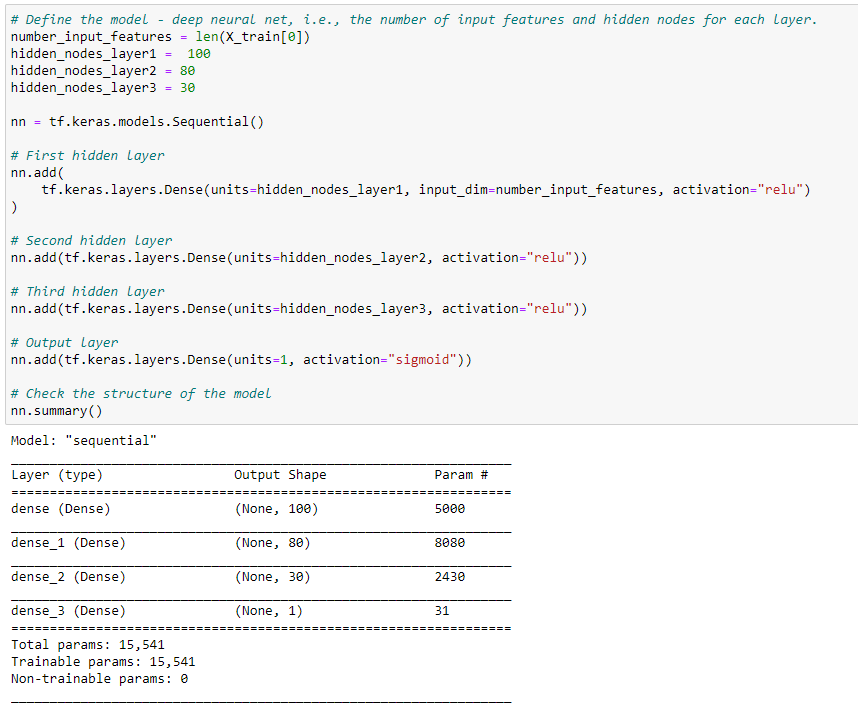 # Define the model - deep neural net, i.e., the number of input features and hidden nodes for each layer.
number_input_features = len(X_train[0])
hidden_nodes_layer1 =  100
hidden_nodes_layer2 = 80
hidden_nodes_layer3 = 30

nn = tf.keras.models.Sequential()

# First hidden layer
nn.add(
    tf.keras.layers.Dense(units=hidden_nodes_layer1, input_dim=number_input_features, activation="relu")
)

# Second hidden layer
nn.add(tf.keras.layers.Dense(units=hidden_nodes_layer2, activation="relu"))

# Third hidden layer
nn.add(tf.keras.layers.Dense(units=hidden_nodes_layer3, activation="relu"))

# Output layer
nn.add(tf.keras.layers.Dense(units=1, activation="sigmoid"))

# Check the structure of the model
nn.summary()
Model: "sequential"
_________________________________________________________________
Layer (type)                 Output Shape              Param #
=================================================================
dense (Dense)                (None, 100)               5000
_________________________________________________________________
dense_1 (Dense)              (None, 80)                8080
_________________________________________________________________
dense_2 (Dense)              (None, 30)                2430
_________________________________________________________________
dense_3 (Dense)              (None, 1)                 31
=================================================================
Total params: 15,541
Trainable params: 15,541
Non-trainable params: 0
_________________________________________________________________